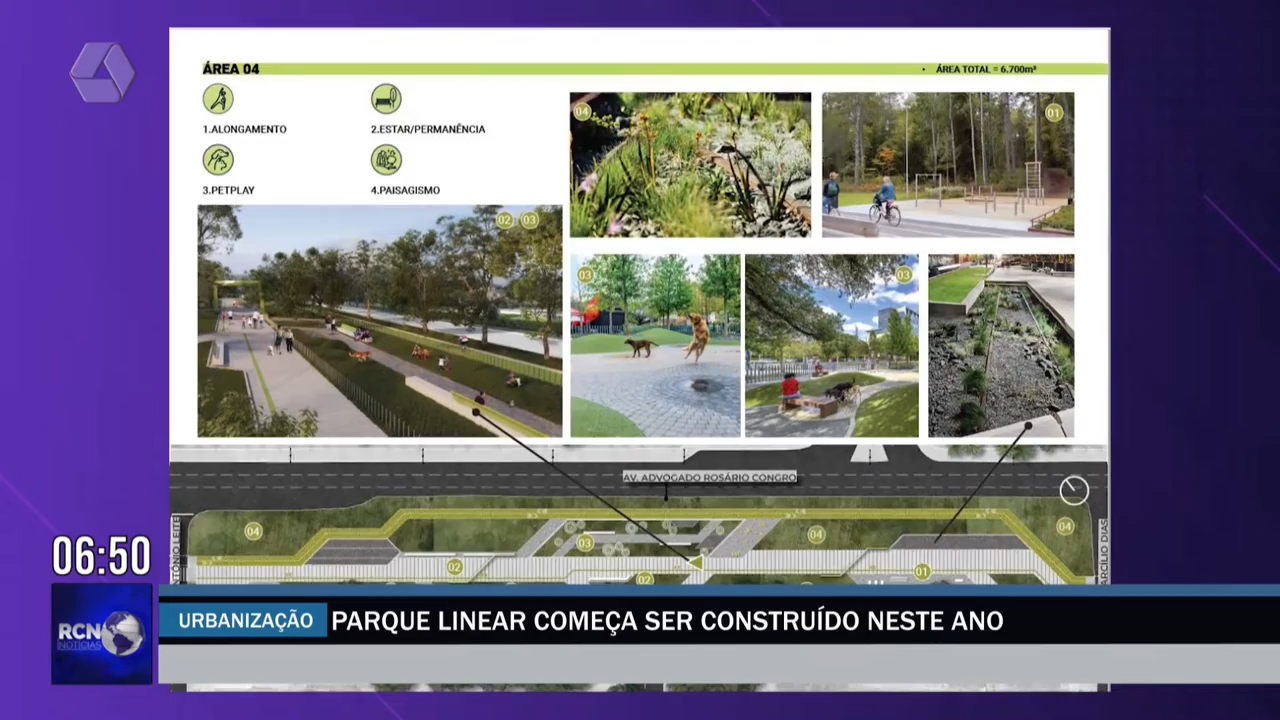 ÁREA 04
• ÁREA TOTAL = 6.700m²
1.ALONGAMENTO
2.ESTAR/PERMANÊNCIA
3.PETPLAY
4.PAISAGISMO
04
01
02
03
03
03
AV. ADVOGADO ROSÁRIO CONGRO
04
03
04
04
02
01
02
06:50
URBANIZAÇÃO
PARQUE LINEAR COMEÇA SER CONSTRUÍDO NESTE ANO
RCN
NOTÍCIAS